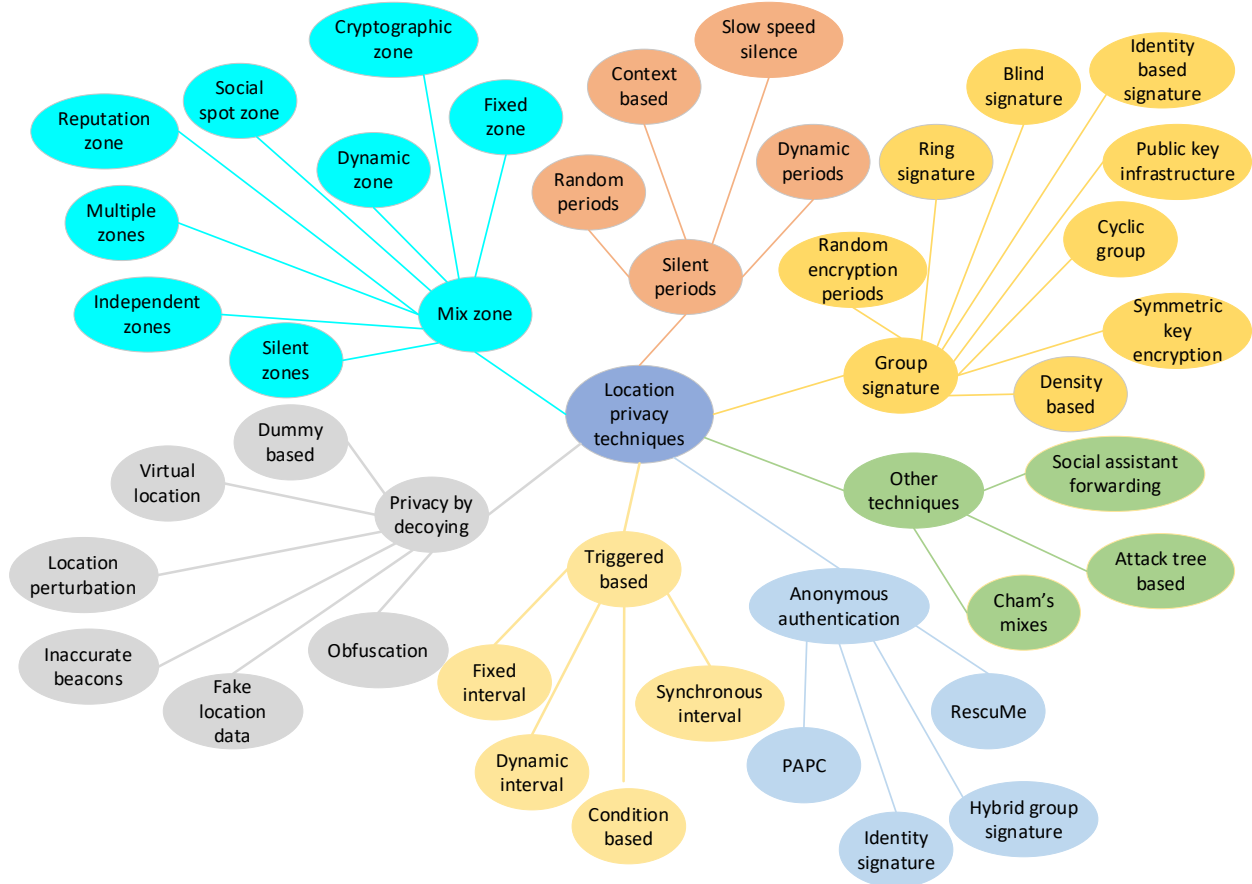 Cryptographic
zone
Slow speed
silence
Social
spot zone
Context
based
Blind
signature
Identity
based
signature
Reputation
zone
Fixed
zone
Dynamic
zone
Random
periods
Dynamic
periods
Ring
signature
Public key
infrastructure
Multiple
zones
Cyclic
group
Independent
zones
Mix zone
Silent
periods
Random
encryption
periods
Symmetric
key
encryption
Silent
zones
Group
signature
Density
based
Location
privacy
techniques
Dummy
based
Virtual
location
Privacy by
decoying
Other
techniques
Social assistant
forwarding
Location
perturbation
Triggered
based
Anonymous
authentication
Attack tree
based
Cham's
mixes
Inaccurate
beacons
Obfuscation
Fake
location
data
Fixed
interval
Synchronous
interval
RescuMe
Dynamic
interval
PAPC
Condition
based
Identity
signature
Hybrid group
signature